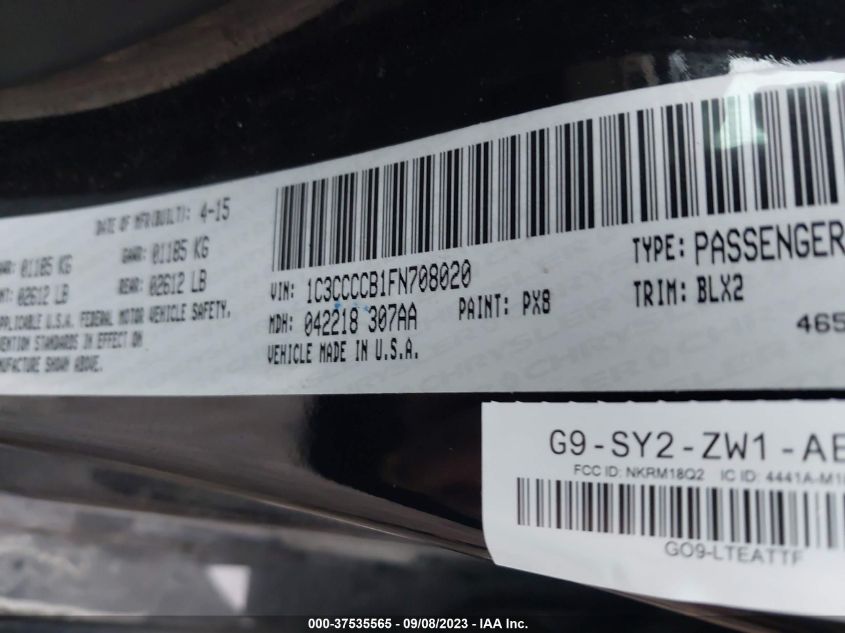 DATE OF MFR(BUILT): 4-15
01185 KG GAWR: 01185 KG
02612 LB REAR: 02612 LB
APPLICABLE U.S.A. FEDERAL MOTOR VEHICLE SAFETY.
STANDARDS IN EFFECT ON
SHOWN ABOVE.
VIN: 1C3CCCCB1FN708020
MDH: 042218 307AA
VEHICLE MADE IN U.S.A.
PAINT: PX8
TYPE: PASSENGER
TRIM: BLX2
465
CHRYSLER
G9-SY2-ZW1-AB
FCC ID: NKRM18Q2 IC ID: 4441A-M1
GO9-LTEATTF
000-37535565 - 09/08/2023 - IAA Inc.